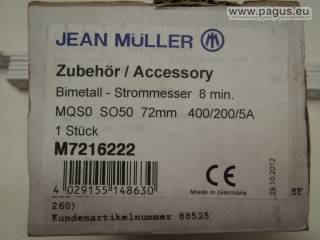 www.pagus.eu
JEAN MÜLLER
Zubehör / Accessory
Bimetall - Strommesser 8 min.
MQS0 SO50 72mm 400/200/5A
1 Stück
M7216222
4 029155 148630
CE
Made in Germany
26.10.2012
260)
Kundenartikelnummer 88525